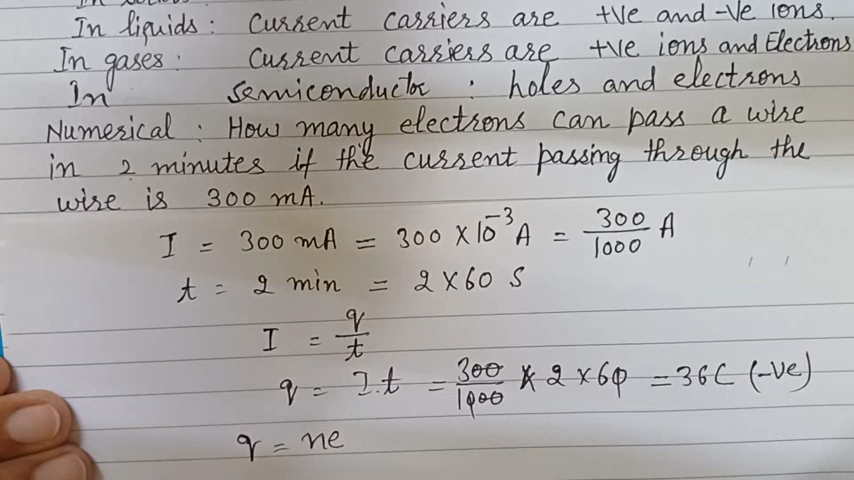 In liquids: Current carriers are +ve and -ve ions.
In gases: Current carriers are +ve ions and Electrons
In semiconductor: holes and electrons
Numerical: How many electrons can pass a wire
in 2 minutes if the current passing through the
wire is 300 mA.
I = 300 mA = 300 × 10⁻³ A = 300/1000 A
t = 2 min = 2 × 60 S
I = q/t
q = I.t = 300/1000 × 2 × 60 = 36C (-ve)
q = ne